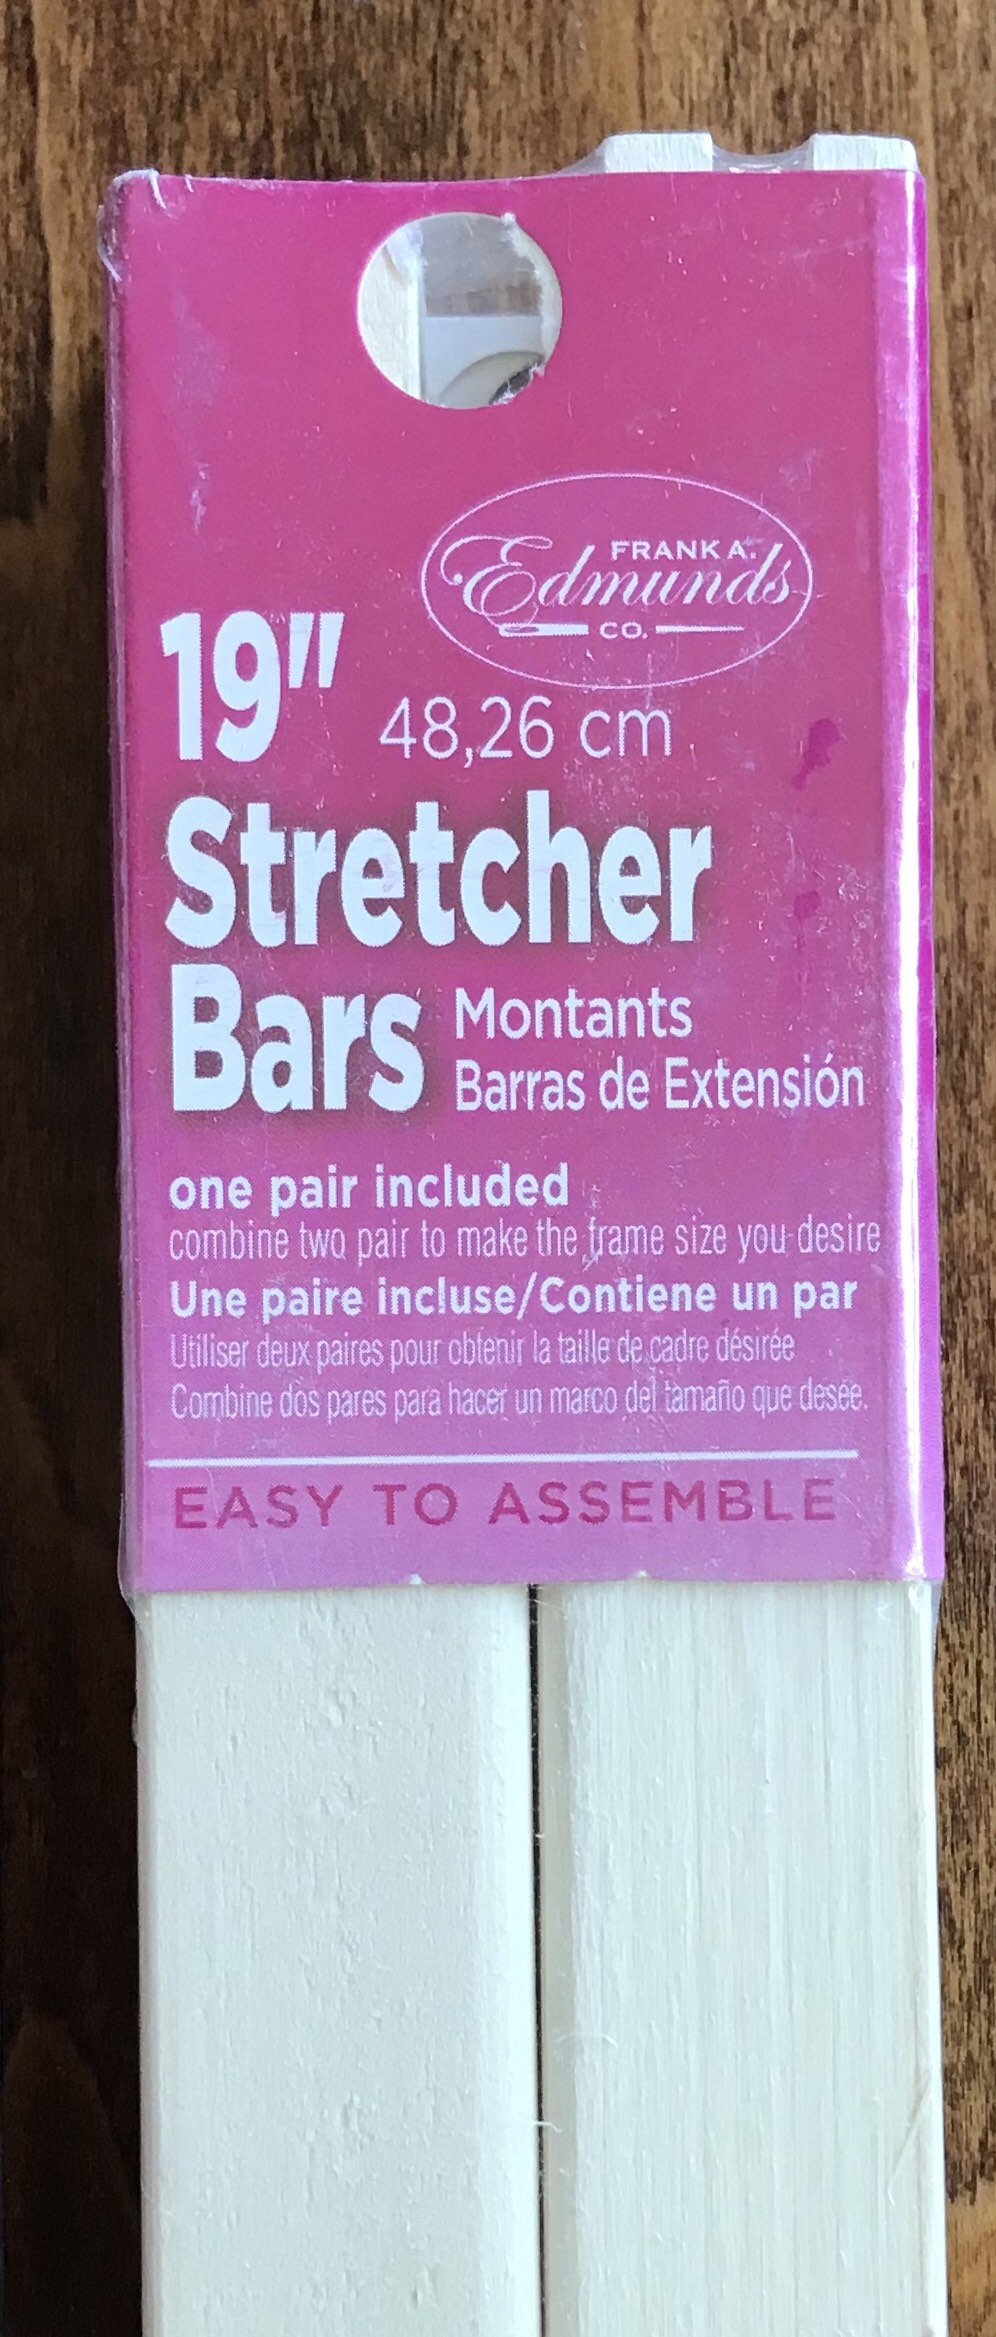 FRANK A.
Edmunds
CO.
19"
48,26 cm
Stretcher
Bars
Montants
Barras de Extensión
one pair included
combine two pair to make the frame size you desire
Une paire incluse/Contiene un par
Utiliser deux paires pour obtenir la taille de cadre désirée
Combine dos pares para hacer un marco del tamaño que desee.
EASY TO ASSEMBLE